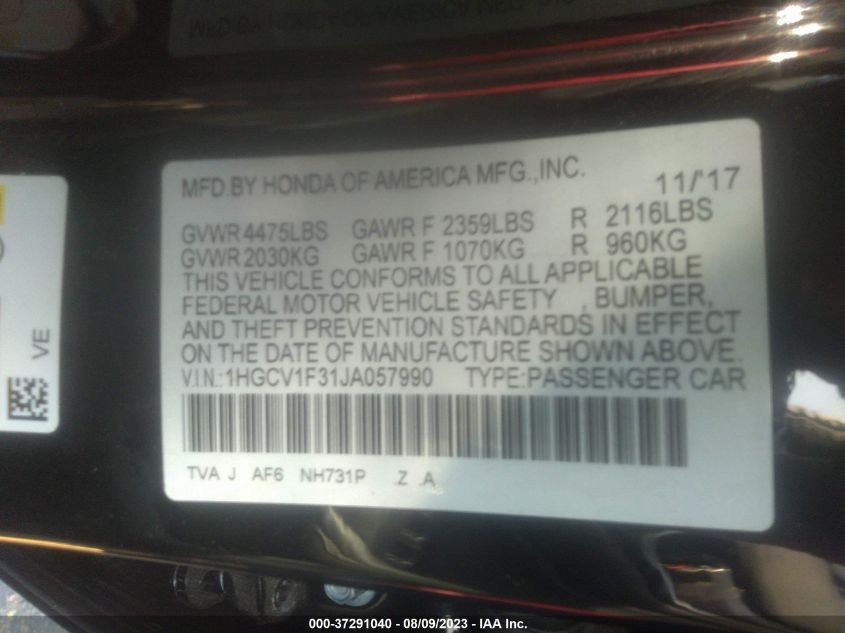 MFD.BY HONDA OF AMERICA MFG.,INC. 11/'17
GVWR 4475LBS GAWR F 2359LBS R 2116LBS
GVWR 2030KG GAWR F 1070KG R 960KG
THIS VEHICLE CONFORMS TO ALL APPLICABLE
FEDERAL MOTOR VEHICLE SAFETY , BUMPER,
AND THEFT PREVENTION STANDARDS IN EFFECT
ON THE DATE OF MANUFACTURE SHOWN ABOVE.
V.I.N.:1HGCV1F31JA057990 TYPE:PASSENGER CAR
TVA J AF6 NH731P .Z .A
VE
000-37291040 - 08/09/2023 - IAA Inc.